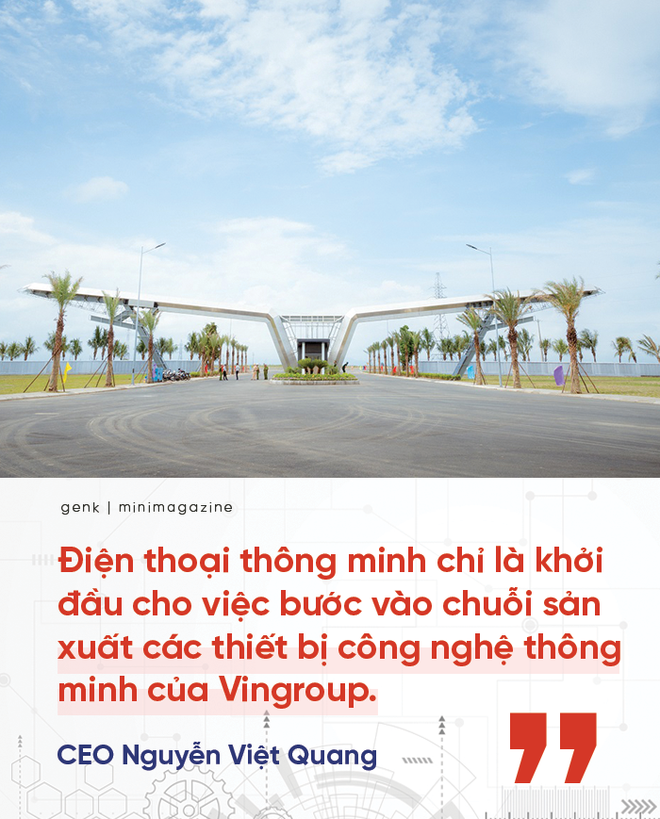 genk | minimagazine
Điện thoại thông minh chỉ là khởi
đầu cho việc bước vào chuỗi sản
xuất các thiết bị công nghệ thông
minh của Vingroup.
CEO Nguyễn Việt Quang